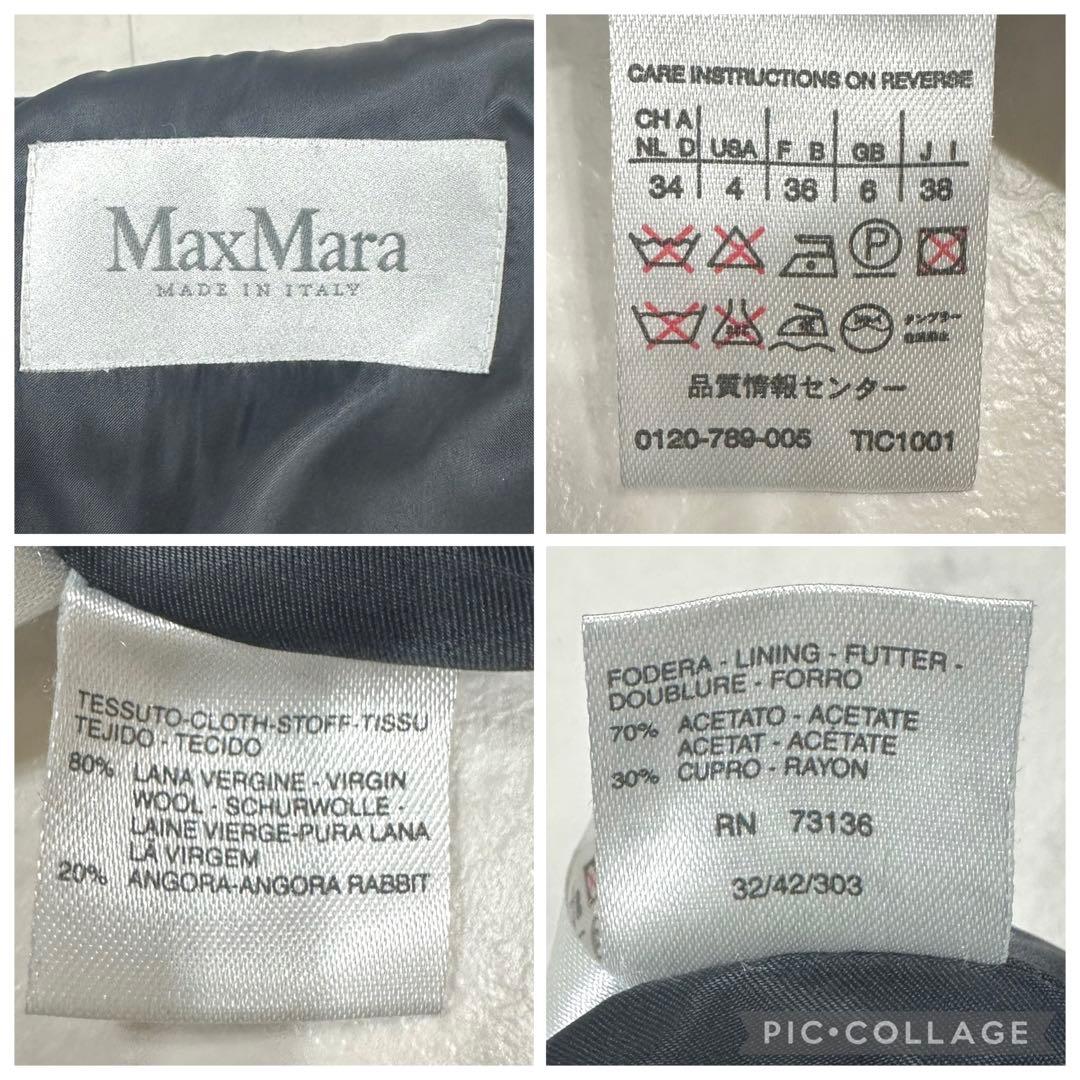 MaxMara
MADE IN ITALY
CARE INSTRUCTIONS ON REVERSE
CH A
NL D USA F B GB J I
34 4 36 6 38
P
品質情報センター
0120-789-005 TIC1001
TESSUTO-CLOTH-STOFF-TISSU
TEJIDO - TECIDO
80% LANA VERGINE - VIRGIN
WOOL - SCHURWOLLE -
LAINE VIERGE-PURA LANA
LÃ VIRGEM
20% ANGORA-ANGORA RABBIT
FODERA - LINING - FUTTER -
DOUBLURE - FORRO
70% ACETATO - ACETATE
ACETAT - ACÉTATE
30% CUPRO - RAYON
RN 73136
32/42/303
PIC•COLLAGE